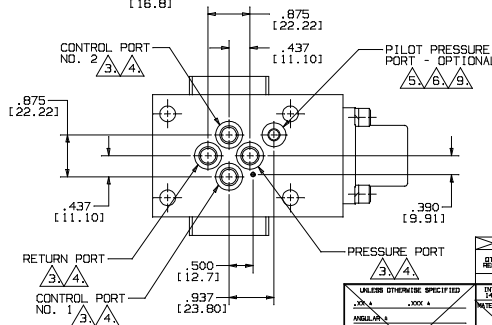 [16.8]
.875
[22.22]
CONTROL PORT
NO. 2
3. 4.
.437
[11.10]
PILOT PRESSURE
PORT - OPTIONAL
5. 6. 9.
.875
[22.22]
.437
[11.10]
.390
[9.91]
RETURN PORT
3. 4.
.500
[12.7]
PRESSURE PORT
3. 4.
CONTROL PORT
NO. 1
3. 4.
.937
[23.80]
UNLESS OTHERWISE SPECIFIED
.XX ± .XXX ±
ANGULAR ±